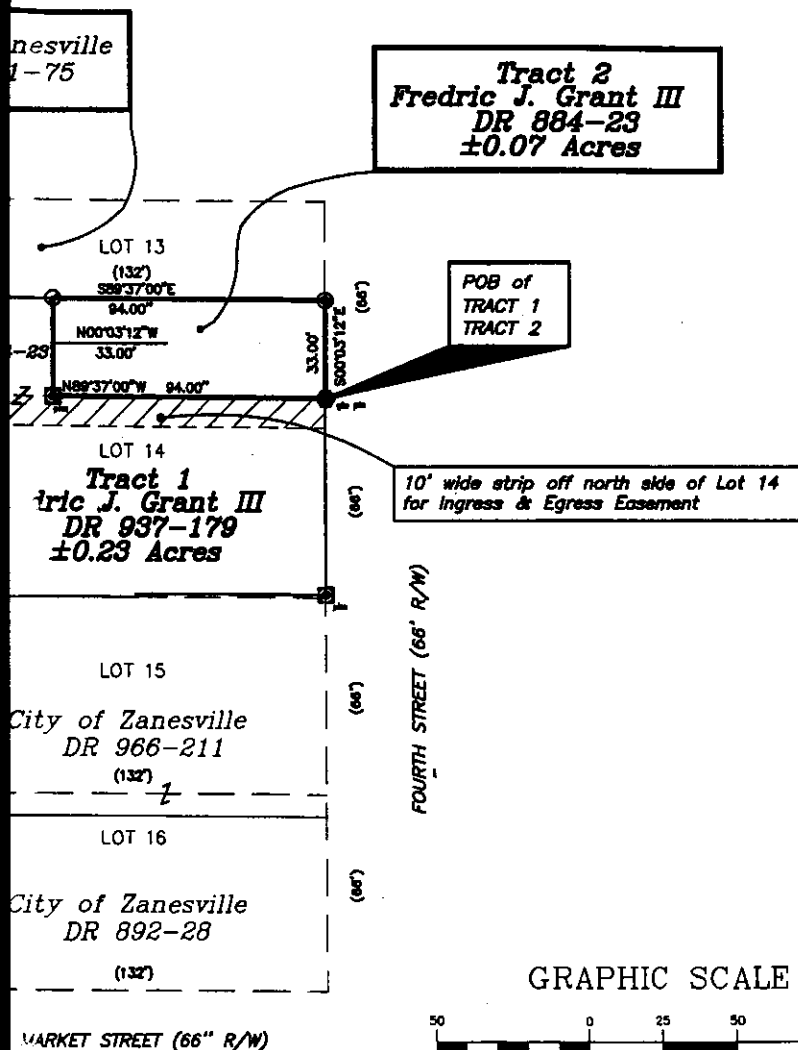 nesville
1-75
Tract 2
Fredric J. Grant III
DR 884-23
±0.07 Acres
LOT 13
(132')
S89°37'00"E
94.00"
(66')
N00°03'12"W
33.00'
33.00'
S00°03'12"E
-23
N89°37'00"W 94.00"
POB of
TRACT 1
TRACT 2
10' wide strip off north side of Lot 14
for Ingress & Egress Easement
LOT 14
Tract 1
dric J. Grant III
DR 937-179
±0.23 Acres
(66')
FOURTH STREET (66' R/W)
LOT 15
City of Zanesville
DR 966-211
(132')
(66')
LOT 16
City of Zanesville
DR 892-28
(132')
(66')
GRAPHIC SCALE
50 0 25 50
MARKET STREET (66" R/W)